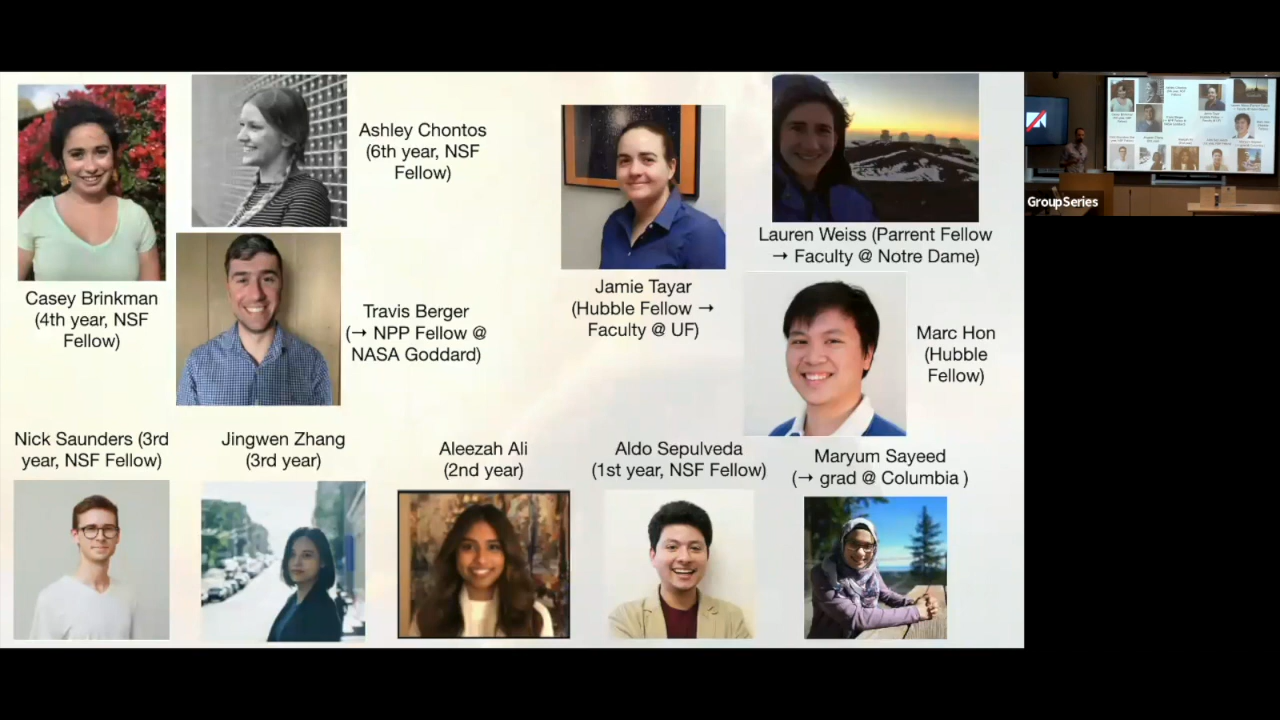 Ashley Chontos
(6th year, NSF
Fellow)
Casey Brinkman
(4th year, NSF
Fellow)
Travis Berger
(→ NPP Fellow @
NASA Goddard)
Jamie Tayar
(Hubble Fellow →
Faculty @ UF)
Lauren Weiss (Parrent Fellow
→ Faculty @ Notre Dame)
Marc Hon
(Hubble
Fellow)
Nick Saunders (3rd
year, NSF Fellow)
Jingwen Zhang
(3rd year)
Aleezah Ali
(2nd year)
Aldo Sepulveda
(1st year, NSF Fellow)
Maryum Sayeed
(→ grad @ Columbia )
GroupSeries